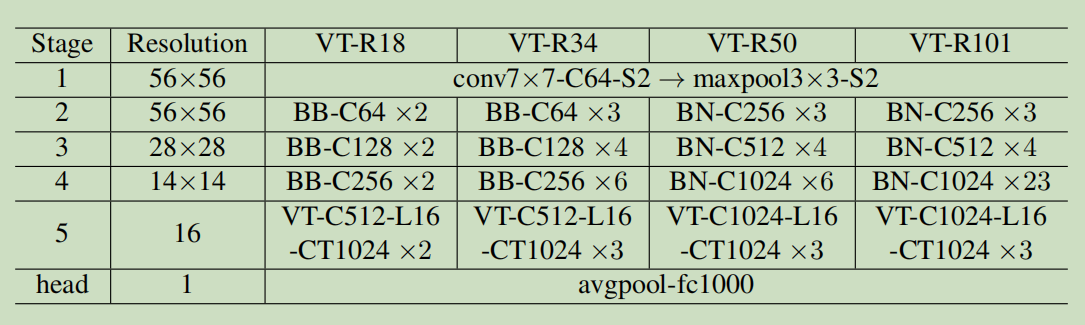 Stage Resolution VT-R18 VT-R34 VT-R50 VT-R101
1 56×56 conv7×7-C64-S2 → maxpool3×3-S2
2 56×56 BB-C64 ×2 BB-C64 ×3 BN-C256 ×3 BN-C256 ×3
3 28×28 BB-C128 ×2 BB-C128 ×4 BN-C512 ×4 BN-C512 ×4
4 14×14 BB-C256 ×2 BB-C256 ×6 BN-C1024 ×6 BN-C1024 ×23
5 16 VT-C512-L16 VT-C512-L16 VT-C1024-L16 VT-C1024-L16
-CT1024 ×2 -CT1024 ×3 -CT1024 ×3 -CT1024 ×3
head 1 avgpool-fc1000